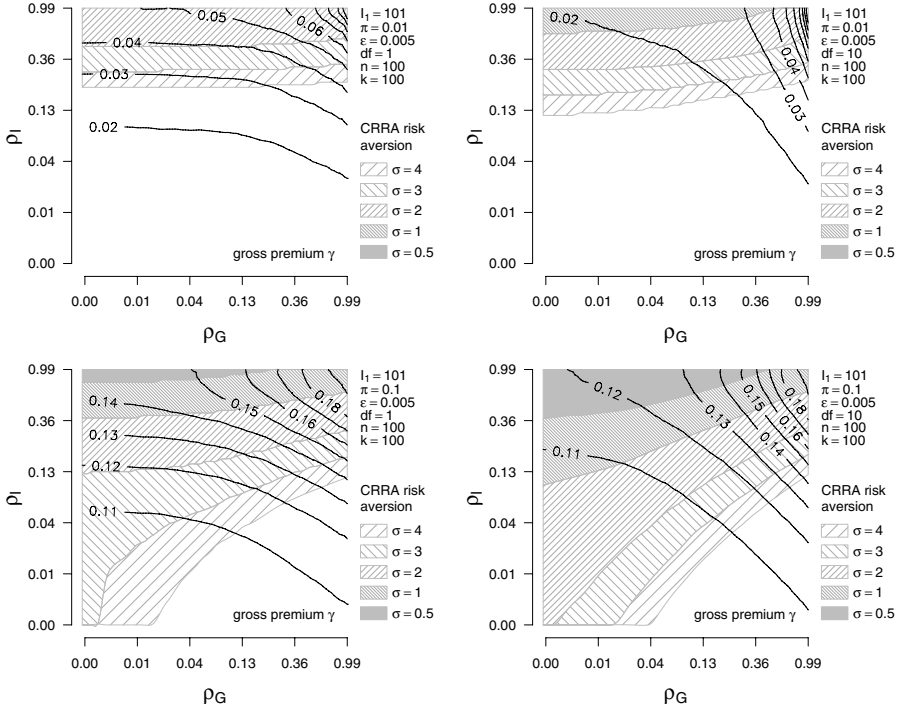 0.99
0.36
0.13
0.04
0.01
0.00
ρI
0.05
0.06
0.04
0.03
0.02
I1 = 101
π = 0.01
ε = 0.005
df = 1
n = 100
k = 100
CRRA risk
aversion
σ = 4
σ = 3
σ = 2
σ = 1
σ = 0.5
gross premium γ
0.00 0.01 0.04 0.13 0.36 0.99
ρG
0.99
0.36
0.13
0.04
0.01
0.00
ρI
0.02
0.04
0.03
I1 = 101
π = 0.01
ε = 0.005
df = 10
n = 100
k = 100
CRRA risk
aversion
σ = 4
σ = 3
σ = 2
σ = 1
σ = 0.5
gross premium γ
0.00 0.01 0.04 0.13 0.36 0.99
ρG
0.99
0.36
0.13
0.04
0.01
0.00
ρI
0.14
0.15
0.16
0.18
0.13
0.12
0.11
I1 = 101
π = 0.1
ε = 0.005
df = 1
n = 100
k = 100
CRRA risk
aversion
σ = 4
σ = 3
σ = 2
σ = 1
σ = 0.5
gross premium γ
0.00 0.01 0.04 0.13 0.36 0.99
ρG
0.99
0.36
0.13
0.04
0.01
0.00
ρI
0.12
0.13
0.15
0.18
0.16
0.14
0.11
I1 = 101
π = 0.1
ε = 0.005
df = 10
n = 100
k = 100
CRRA risk
aversion
σ = 4
σ = 3
σ = 2
σ = 1
σ = 0.5
gross premium γ
0.00 0.01 0.04 0.13 0.36 0.99
ρG